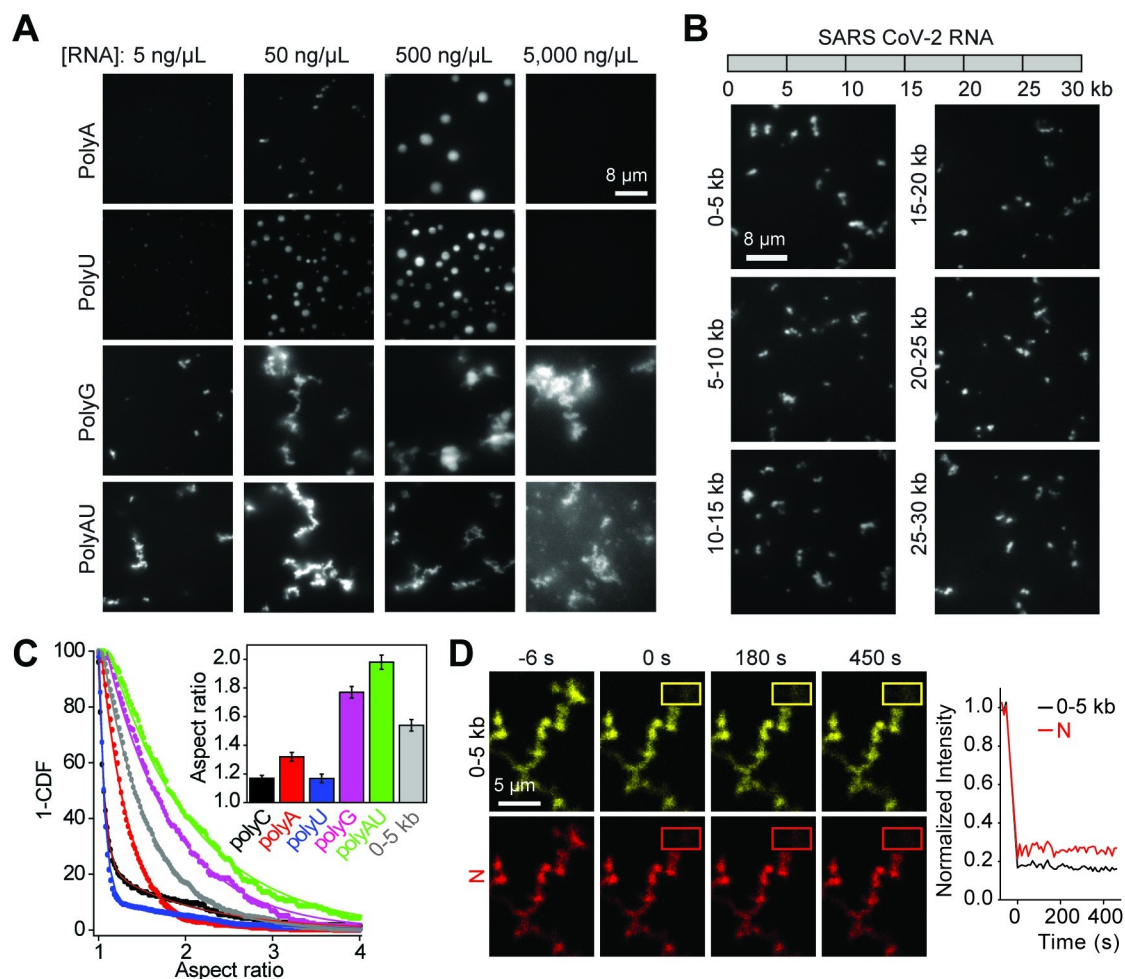 A
[RNA]: 5 ng/µL 50 ng/µL 500 ng/µL 5,000 ng/µL
PolyA
8 µm
PolyU
PolyG
PolyAU
B
SARS CoV-2 RNA
0 5 10 15 20 25 30 kb
0-5 kb
8 µm
15-20 kb
5-10 kb
20-25 kb
10-15 kb
25-30 kb
C
1-CDF
100
80
60
40
20
0
1 2 3 4
Aspect ratio
Aspect ratio
2.0
1.8
1.6
1.4
1.2
1.0
polyC polyA polyU polyG polyAU 0-5 kb
D
-6 s 0 s 180 s 450 s
0-5 kb
5 µm
N
Normalized Intensity
1.0
0.8
0.6
0.4
0.2
0.0
0-5 kb
N
0 200 400
Time (s)